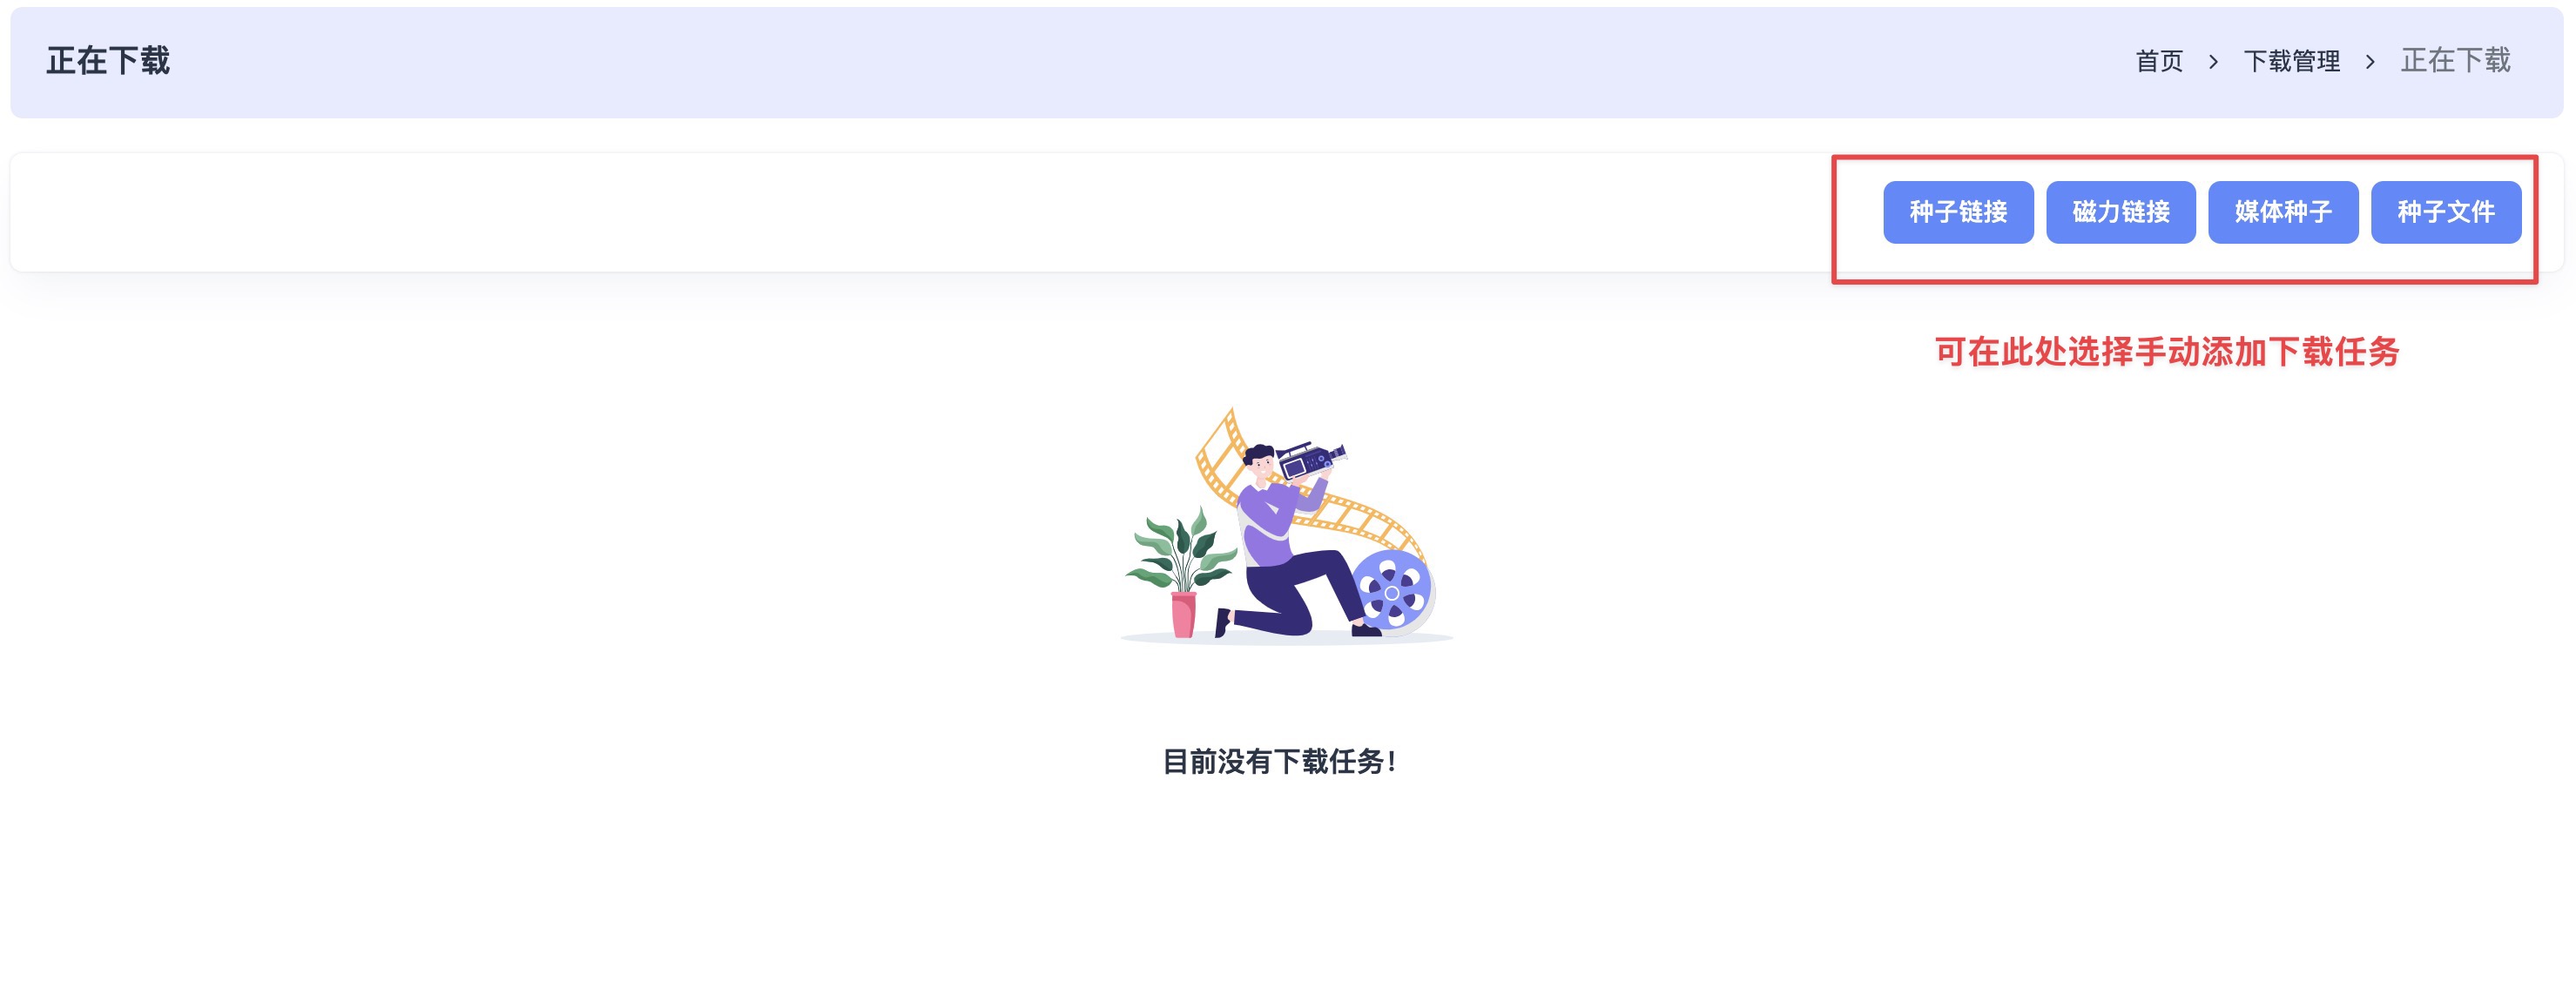 正在下载
首页 > 下载管理 > 正在下载
种子链接 磁力链接 媒体种子 种子文件
可在此处选择手动添加下载任务
目前没有下载任务！